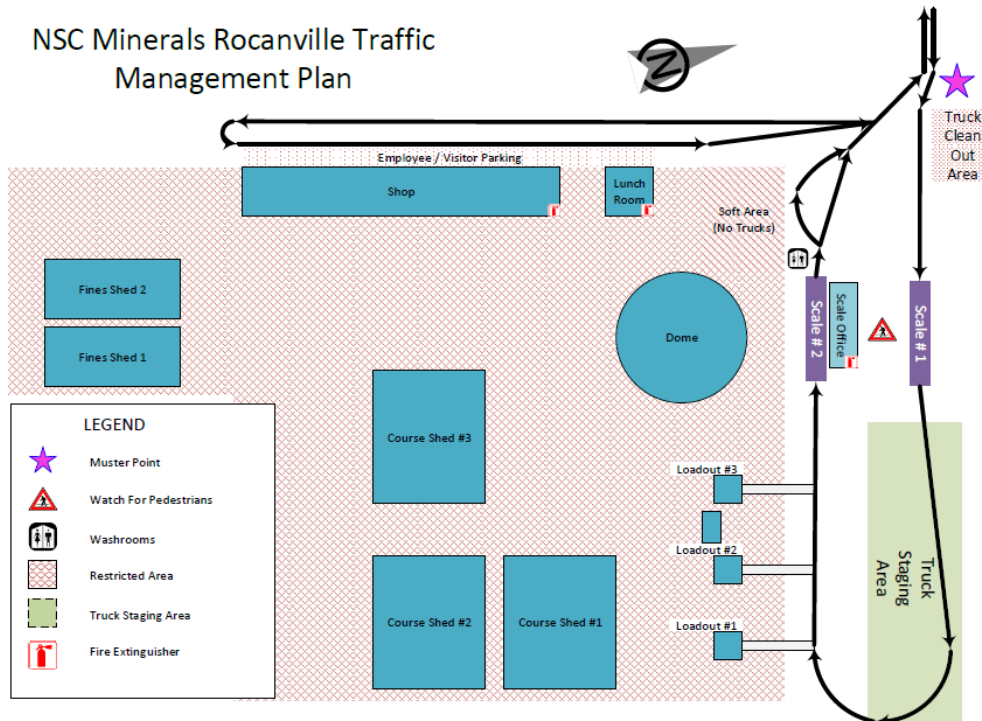 NSC Minerals Rocanville Traffic
Management Plan
N
Truck
Clean
Out
Area
Employee / Visitor Parking
Shop
Lunch
Room
Soft Area
(No Trucks)
Fines Shed 2
Fines Shed 1
Dome
Scale # 2
Scale Office
Scale # 1
Course Shed #3
Loadout #3
Loadout #2
Loadout #1
Course Shed #2
Course Shed #1
Truck
Staging
Area
LEGEND
Muster Point
Watch For Pedestrians
Washrooms
Restricted Area
Truck Staging Area
Fire Extinguisher